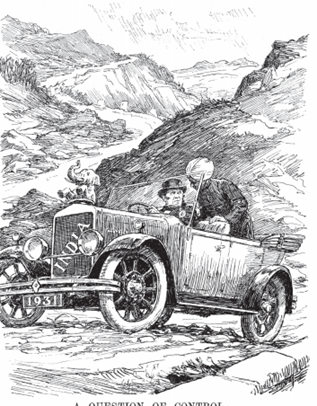 INDIA
1931
A QUESTION OF CONTROL